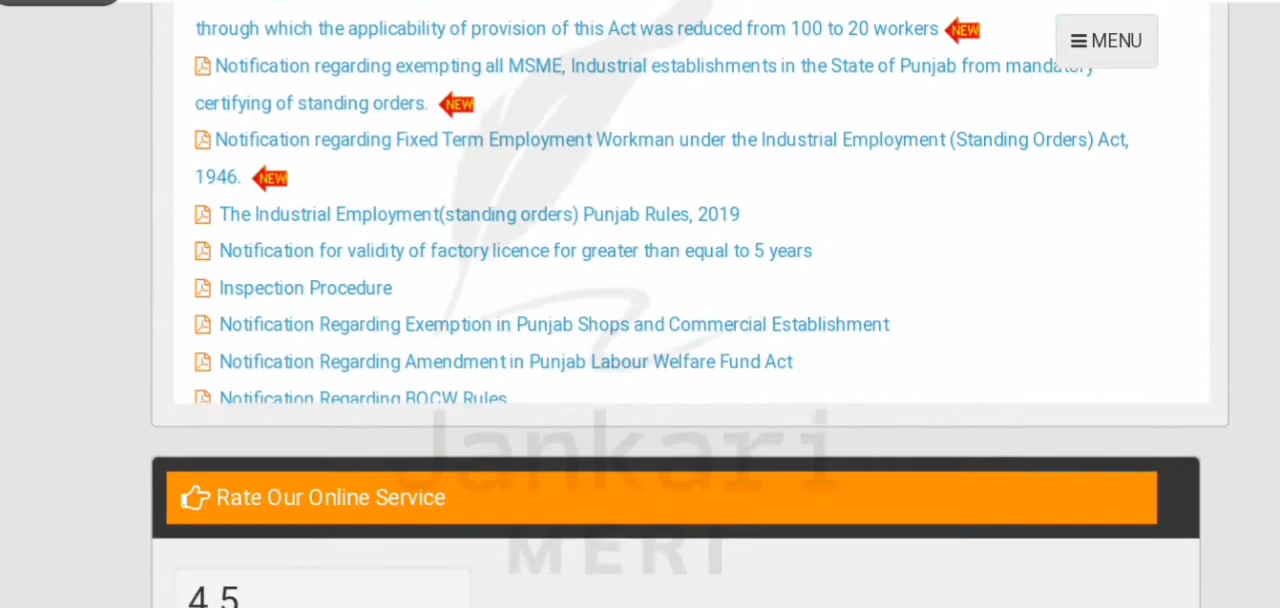 through which the applicability of provision of this Act was reduced from 100 to 20 workers NEW
MENU
Notification regarding exempting all MSME, Industrial establishments in the State of Punjab from mandatory
certifying of standing orders. NEW
Notification regarding Fixed Term Employment Workman under the Industrial Employment (Standing Orders) Act,
1946. NEW
The Industrial Employment(standing orders) Punjab Rules, 2019
Notification for validity of factory licence for greater than equal to 5 years
Inspection Procedure
Notification Regarding Exemption in Punjab Shops and Commercial Establishment
Notification Regarding Amendment in Punjab Labour Welfare Fund Act
Notification Regarding BOCW Rules
Jankari
Rate Our Online Service
MERI
4.5